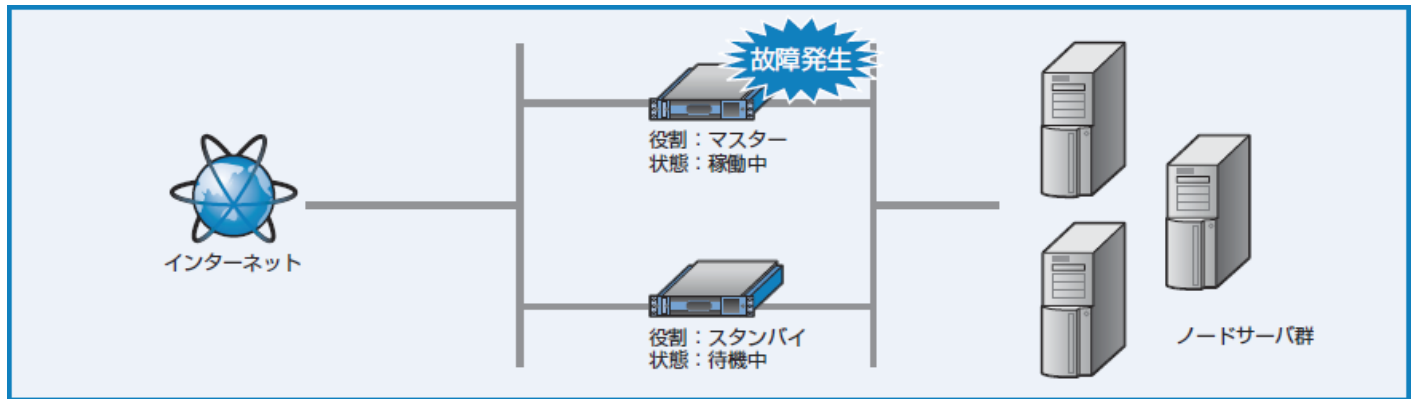 故障発生
役割：マスター
状態：稼働中
インターネット
役割：スタンバイ
状態：待機中
ノードサーバ群